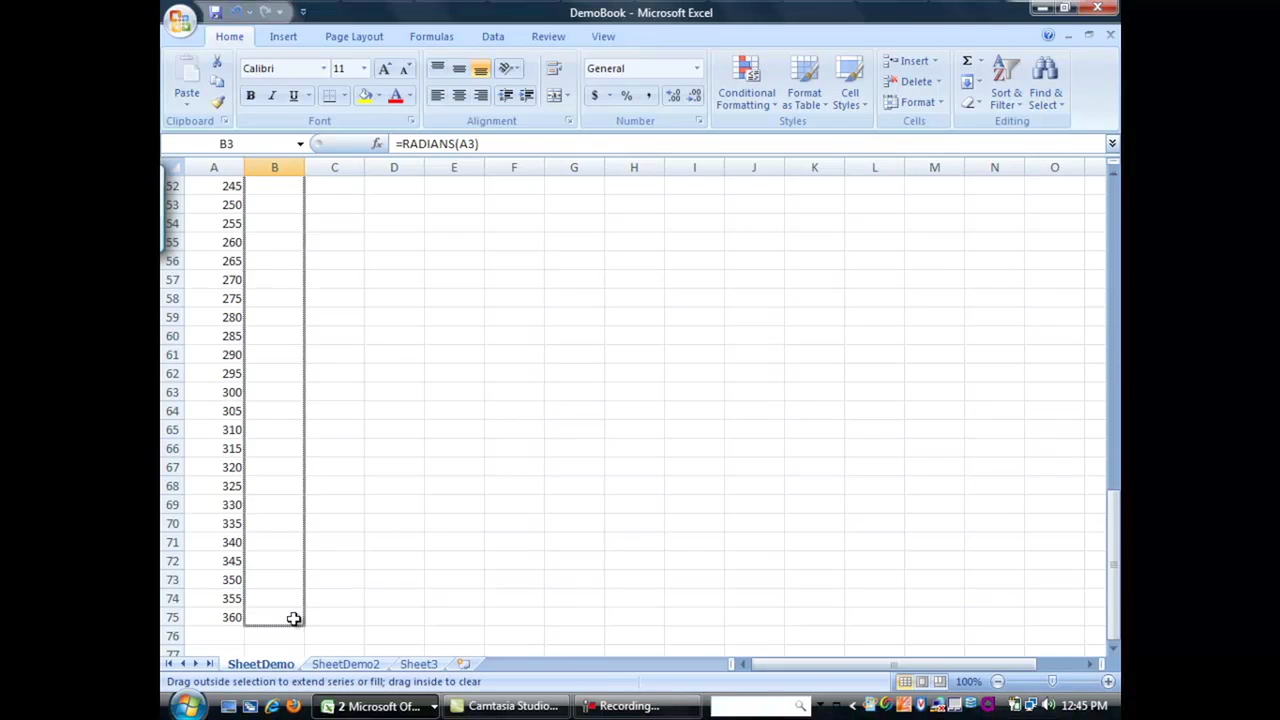 DemoBook - Microsoft Excel
Home Insert Page Layout Formulas Data Review View
Paste
Clipboard
Calibri 11
B I U
Font
Alignment
General
$ % ,
Number
Conditional Formatting
Format as Table
Cell Styles
Styles
Insert
Delete
Format
Cells
Σ
Sort & Filter
Find & Select
Editing
B3 fx =RADIANS(A3)
A B C D E F G H I J K L M N O
52 245
53 250
54 255
55 260
56 265
57 270
58 275
59 280
60 285
61 290
62 295
63 300
64 305
65 310
66 315
67 320
68 325
69 330
70 335
71 340
72 345
73 350
74 355
75 360
76
77
SheetDemo SheetDemo2 Sheet3
Drag outside selection to extend series or fill; drag inside to clear 100%
2 Microsoft Of... Camtasia Studio... Recording... 12:45 PM